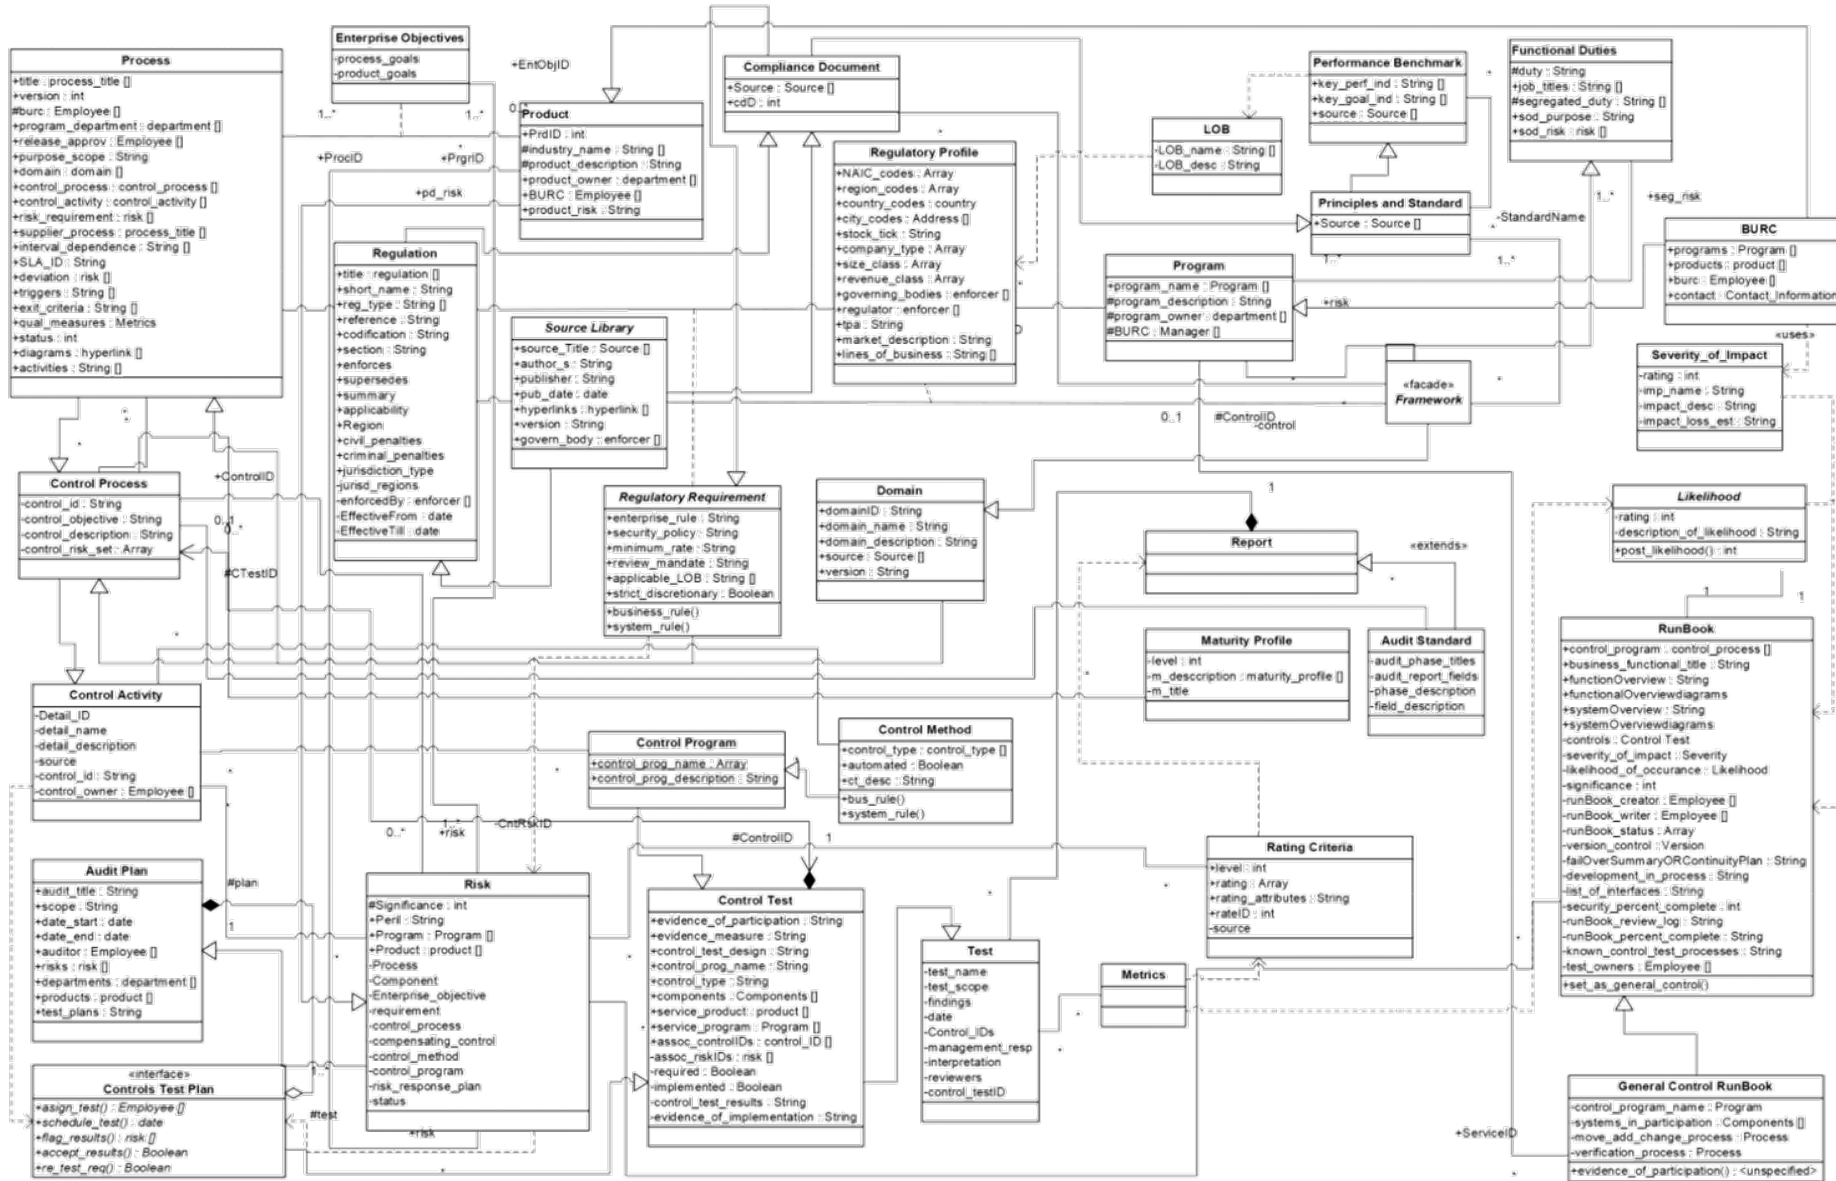 Process
+title : process_title []
+version : int
#burc : Employee []
+program_department : department []
+release_approv : Employee []
+purpose_scope : String
+domain : domain []
+control_process : control_process []
+control_activity : control_activity []
+risk_requirement : risk []
+supplier_process : process_title []
+interval_dependence : String []
+SLA_ID : String
+deviation : risk []
+triggers : String []
+exit_criteria : String []
+qual_measures : Metrics
+status : int
+diagrams : hyperlink []
+activities : String []
Enterprise Objectives
-process_goals
-product_goals
1..*
1..*
+EntObjID
0..*
+ProcID
+PrgrID
+pd_risk
Product
+PrdID : int
#industry_name : String []
#product_description : String
+product_owner : department []
+BURC : Employee []
+product_risk : String
Compliance Document
+Source : Source []
+cdD : int
Regulatory Profile
+NAIC_codes : Array
+region_codes : Array
+country_codes : country
+city_codes : Address []
+stock_tick : String
+company_type : Array
+size_class : Array
+revenue_class : Array
+governing_bodies : enforcer []
+regulator : enforcer []
+tpa : String
+market_description : String
+lines_of_business : String []
LOB
-LOB_name : String []
-LOB_desc : String
Performance Benchmark
+key_perf_ind : String []
+key_goal_ind : String []
+source : Source []
Functional Duties
#duty : String
+job_titles : String []
#segregated_duty : String []
+sod_purpose : String
+sod_risk : risk []
Principles and Standard
+Source : Source []
-StandardName
1..*
1..*
1..*
+seg_risk
BURC
+programs : Program []
+products : product []
+burc : Employee []
+contact : Contact_Information
«uses»
Program
+program_name : Program []
#program_description : String
#program_owner : department []
#BURC : Manager []
+risk
Regulation
+title : regulation []
+short_name : String
+reg_type : String []
+reference : String
+codification : String
+section : String
+enforces
+supersedes
+summary
+applicability
+Region
+civil_penalties
+criminal_penalties
+jurisdiction_type
-jurisd_regions
-enforcedBy : enforcer []
-EffectiveFrom : date
-EffectiveTill : date
Source Library
+source_Title : Source []
+author_s : String
+publisher : String
+pub_date : date
+hyperlinks : hyperlink []
+version : String
+govern_body : enforcer []
«facade»
Framework
0..1
#ControlID
-control
Severity_of_Impact
-rating : int
-imp_name : String
-impact_desc : String
-impact_loss_est : String
Control Process
-control_id : String
-control_objective : String
-control_description : String
-control_risk_set : Array
+ControlID
0..1
0..*
#CTestID
Regulatory Requirement
+enterprise_rule : String
+security_policy : String
+minimum_rate : String
+review_mandate : String
+applicable_LOB : String []
+strict_discretionary : Boolean
+business_rule()
+system_rule()
Domain
+domainID : String
+domain_name : String
+domain_description : String
+source : Source []
+version : String
1
Report
«extends»
Likelihood
-rating : int
-description_of_likelihood : String
+post_likelihood() : int
1
Maturity Profile
-level : int
-m_desccription : maturity_profile []
-m_title
Audit Standard
-audit_phase_titles
-audit_report_fields
-phase_description
-field_description
RunBook
+control_program : control_process []
+business_functional_title : String
+functionOverview : String
+functionalOverviewdiagrams
+systemOverview : String
+systemOverviewdiagrams
-controls : Control Test
-severity_of_impact : Severity
-likelihood_of_occurance : Likelihood
-significance : int
-runBook_creator : Employee []
-runBook_writer : Employee []
-runBook_status : Array
-version_control : Version
-failOverSummaryORContinuityPlan : String
-development_in_process : String
-list_of_interfaces : String
-security_percent_complete : int
-runBook_review_log : String
-runBook_percent_complete : String
-known_control_test_processes : String
-test_owners : Employee []
+set_as_general_control()
Control Activity
-Detail_ID
-detail_name
-detail_description
-source
-control_id : String
-control_owner : Employee []
Control Program
+control_prog_name : Array
+control_prog_description : String
Control Method
+control_type : control_type []
+automated : Boolean
+ct_desc : String
+bus_rule()
+system_rule()
0..*
1..*
+risk
-CntRskID
#ControlID
1
Audit Plan
+audit_title : String
+scope : String
+date_start : date
+date_end : date
+auditor : Employee []
+risks : risk []
+departments : department []
+products : product []
+test_plans : String
#plan
1
Risk
#Significance : int
+Peril : String
+Program : Program []
+Product : product []
-Process
-Component
-Enterprise_objective
-requirement
-control_process
-compensating_control
-control_method
-control_program
-risk_response_plan
-status
Control Test
+evidence_of_participation : String
+evidence_measure : String
+control_test_design : String
+control_prog_name : String
+control_type : String
+components : Components []
+service_product : product []
+service_program : Program []
+assoc_controlIDs : control_ID []
-assoc_riskIDs : risk []
-required : Boolean
-implemented : Boolean
-control_test_results : String
-evidence_of_implementation : String
Test
-test_name
-test_scope
-findings
-date
-Control_IDs
-management_resp
-interpretation
-reviewers
-control_testID
Metrics
Rating Criteria
+level : int
+rating : Array
+rating_attributes : String
+rateID : int
-source
«interface»
Controls Test Plan
+asign_test() : Employee []
+schedule_test() : date
+flag_results() : risk []
+accept_results() : Boolean
+re_test_req() : Boolean
1..*
#test
+risk
+ServiceID
General Control RunBook
-control_program_name : Program
-systems_in_participation : Components []
-move_add_change_process : Process
-verification_process : Process
+evidence_of_participation() : <unspecified>